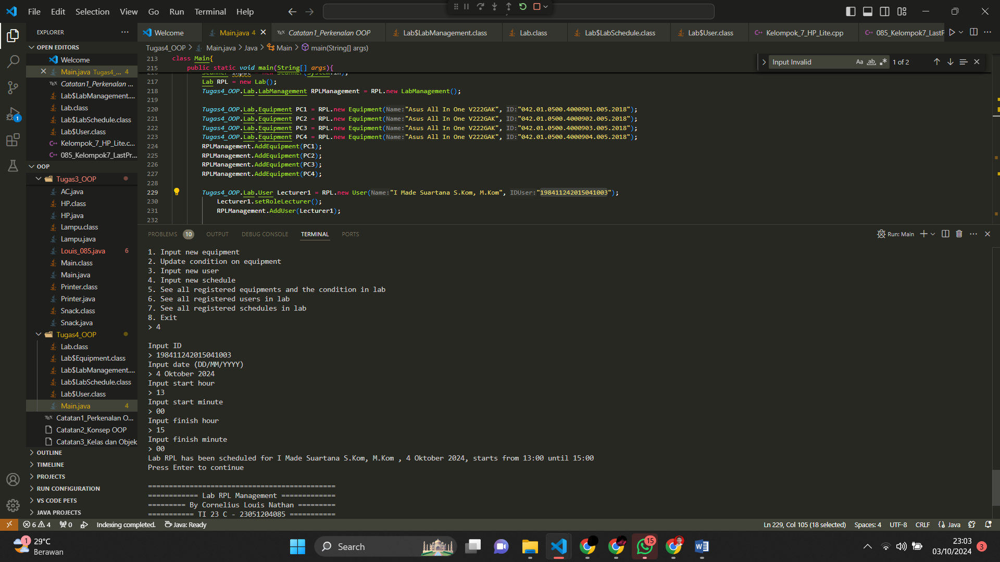 File Edit Selection View Go Run Terminal Help
EXPLORER
OPEN EDITORS
Welcome
Main.java Tugas4_... 4
Catatan1_Perkenalan ...
Lab$LabManagement....
Lab.class
Lab$LabSchedule.class
Lab$User.class
Kelompok_7_HP_Lite.c...
085_Kelompok7_LastPr...
OOP
Tugas3_OOP
AC.java
HP.class
HP.java
Lampu.class
Lampu.java
Louis_085.java 6
Main.class
Main.java
Printer.class
Printer.java
Snack.class
Snack.java
Tugas4_OOP
Lab.class
Lab$Equipment.class
Lab$LabManagement....
Lab$LabSchedule.class
Lab$User.class
Main.java 4
Catatan1_Perkenalan O...
Catatan2_Konsep OOP
Catatan3_Kelas dan Objek
OUTLINE
TIMELINE
PROJECTS
RUN CONFIGURATION
VS CODE PETS
JAVA PROJECTS
1
Welcome Main.java 4 Catatan1_Perkenalan OOP Lab$LabManagement.class Lab.class Lab$LabSchedule.class Lab$User.class Kelompok_7_HP_Lite.cpp 085_Kelompok7_LastP
Tugas4_OOP > Main.java > Java > Main > main(String[] args)
Input Invalid Aa ab 1 of 2
213 class Main{
215 public static void main(String[] args){
216 Scanner input = new Scanner(System.in);
217 Lab RPL = new Lab();
218 Tugas4_OOP.Lab.LabManagement RPLManagement = RPL.new LabManagement();
219
220 Tugas4_OOP.Lab.Equipment PC1 = RPL.new Equipment(Name:"Asus All In One V222GAK", ID:"042.01.0500.4000901.005.2018");
221 Tugas4_OOP.Lab.Equipment PC2 = RPL.new Equipment(Name:"Asus All In One V222GAK", ID:"042.01.0500.4000902.005.2018");
222 Tugas4_OOP.Lab.Equipment PC3 = RPL.new Equipment(Name:"Asus All In One V222GAK", ID:"042.01.0500.4000903.005.2018");
223 Tugas4_OOP.Lab.Equipment PC4 = RPL.new Equipment(Name:"Asus All In One V222GAK", ID:"042.01.0500.4000904.005.2018");
224 RPLManagement.AddEquipment(PC1);
225 RPLManagement.AddEquipment(PC2);
226 RPLManagement.AddEquipment(PC3);
227 RPLManagement.AddEquipment(PC4);
228
229 Tugas4_OOP.Lab.User Lecturer1 = RPL.new User(Name:"I Made Suartana S.Kom, M.Kom", IDUser:"198411242015041003");
230 Lecturer1.setRoleLecturer();
231 RPLManagement.AddUser(Lecturer1);
232
PROBLEMS 10 OUTPUT DEBUG CONSOLE TERMINAL PORTS
Run: Main
1. Input new equipment
2. Update condition on equipment
3. Input new user
4. Input new schedule
5. See all registered equipments and the condition in lab
6. See all registered users in lab
7. See all registered schedules in lab
8. Exit
> 4
Input ID
> 198411242015041003
Input date (DD/MM/YYYY)
> 4 Oktober 2024
Input start hour
> 13
Input start minute
> 00
Input finish hour
> 15
Input finish minute
> 00
Lab RPL has been scheduled for I Made Suartana S.Kom, M.Kom , 4 Oktober 2024, starts from 13:00 until 15:00
Press Enter to continue
=============================================
============ Lab RPL Management =============
========= By Cornelius Louis Nathan =========
=========== TI 23 C - 23051204085 ===========
6 4 0 Indexing completed. Java: Ready
Ln 229, Col 105 (18 selected) Spaces: 4 UTF-8 CRLF {} Java
1 29°C
Berawan
Search
15
23:03
03/10/2024
3